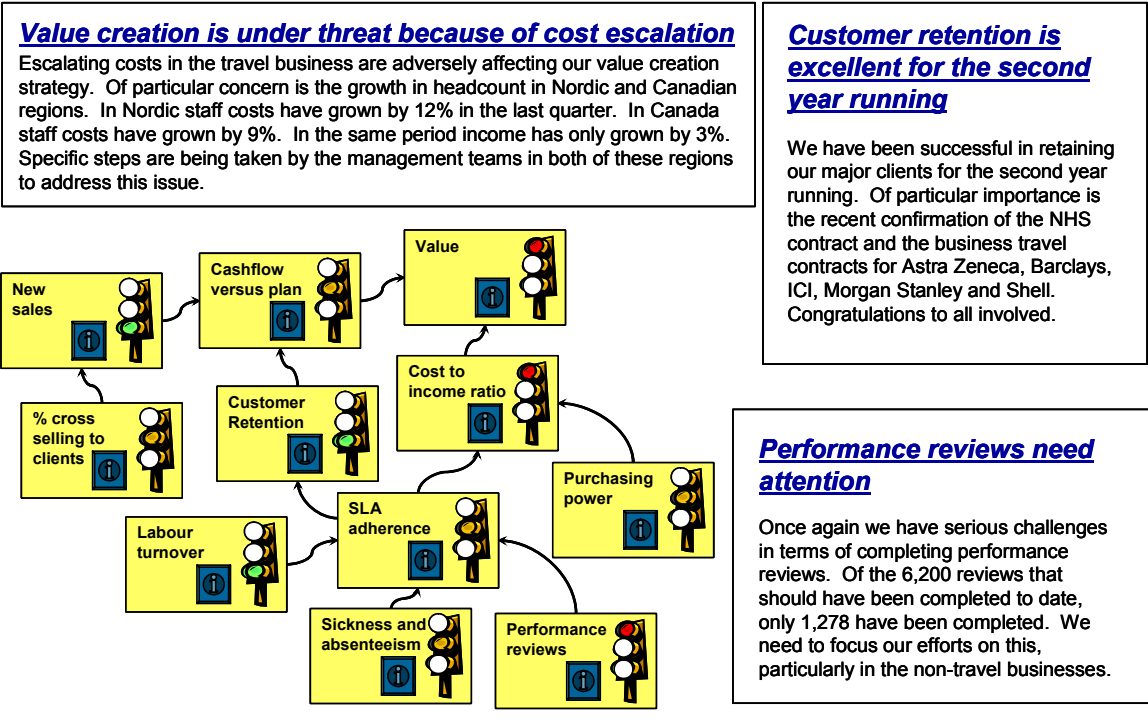 Value creation is under threat because of cost escalation
Escalating costs in the travel business are adversely affecting our value creation
strategy.  Of particular concern is the growth in headcount in Nordic and Canadian
regions.  In Nordic staff costs have grown by 12% in the last quarter.  In Canada
staff costs have grown by 9%.  In the same period income has only grown by 3%.
Specific steps are being taken by the management teams in both of these regions
to address this issue.
Customer retention is
excellent for the second
year running
We have been successful in retaining
our major clients for the second year
running.  Of particular importance is
the recent confirmation of the NHS
contract and the business travel
contracts for Astra Zeneca, Barclays,
ICI, Morgan Stanley and Shell.
Congratulations to all involved.
Value
i
Cashflow
versus plan
i
New
sales
i
Cost to
income ratio
i
Customer
Retention
i
% cross
selling to
clients
i
Purchasing
power
i
SLA
adherence
i
Labour
turnover
i
Sickness and
absenteeism
i
Performance
reviews
i
Performance reviews need
attention
Once again we have serious challenges
in terms of completing performance
reviews.  Of the 6,200 reviews that
should have been completed to date,
only 1,278 have been completed.  We
need to focus our efforts on this,
particularly in the non-travel businesses.